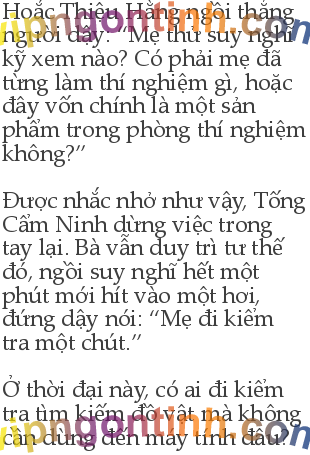 Hoắc Thiệu Hằng ngồi thẳng
người dậy: “Mẹ thử suy nghĩ
kỹ xem nào? Có phải mẹ đã
từng làm thí nghiệm gì, hoặc
đây vốn chính là một sản
phẩm trong phòng thí nghiệm
không?”
Được nhắc nhở như vậy, Tống
Cẩm Ninh dừng việc trong
tay lại. Bà vẫn duy trì tư thế
đó, ngồi suy nghĩ hết một
phút mới hít vào một hơi,
đứng dậy nói: “Mẹ đi kiểm
tra một chút.”
Ở thời đại này, có ai đi kiểm
tra tìm kiếm đồ vật mà không
cần dùng đến máy tính đâu?